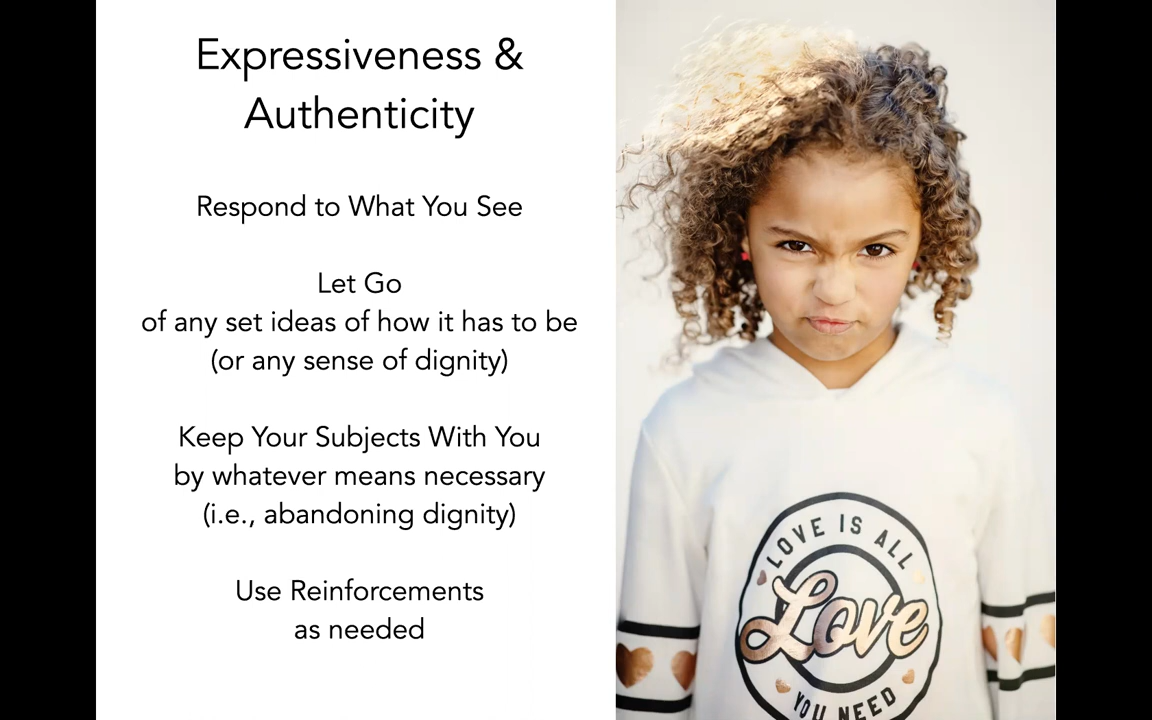 Expressiveness &
Authenticity
Respond to What You See
Let Go
of any set ideas of how it has to be
(or any sense of dignity)
Keep Your Subjects With You
by whatever means necessary
(i.e., abandoning dignity)
Use Reinforcements
as needed
LOVE IS ALL
Love
YOU NEED